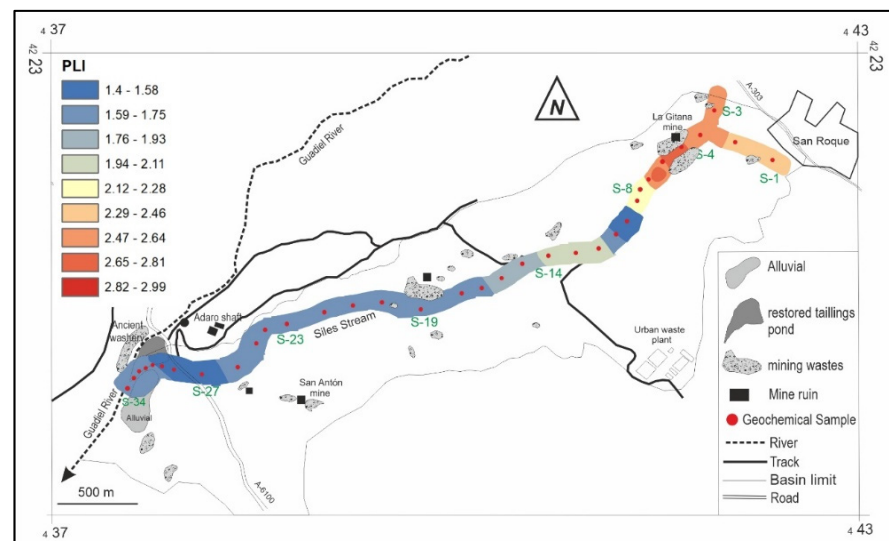 4 37
4 43
42 23
42 23
PLI
1.4 - 1.58
1.59 - 1.75
1.76 - 1.93
1.94 - 2.11
2.12 - 2.28
2.29 - 2.46
2.47 - 2.64
2.65 - 2.81
2.82 - 2.99
Guadiel River
Guadiel River
N
La Gitana
mine
A-303
San Roque
S-3
S-4
S-1
S-8
S-14
S-19
Siles Stream
S-23
Adaro shaft
Ancient
washery
S-27
San Antón
mine
S-34
Alluvial
Guadiel River
A-6100
Urban waste
plant
500 m
Alluvial
restored taillings
pond
mining wastes
Mine ruin
Geochemical Sample
River
Track
Basin limit
Road
4 37
4 43